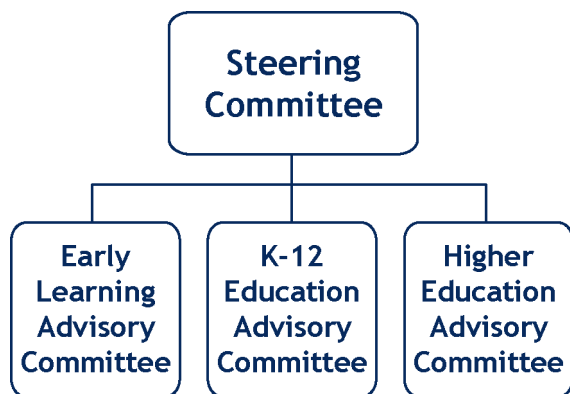 Steering
Committee
Early
Learning
Advisory
Committee
K-12
Education
Advisory
Committee
Higher
Education
Advisory
Committee